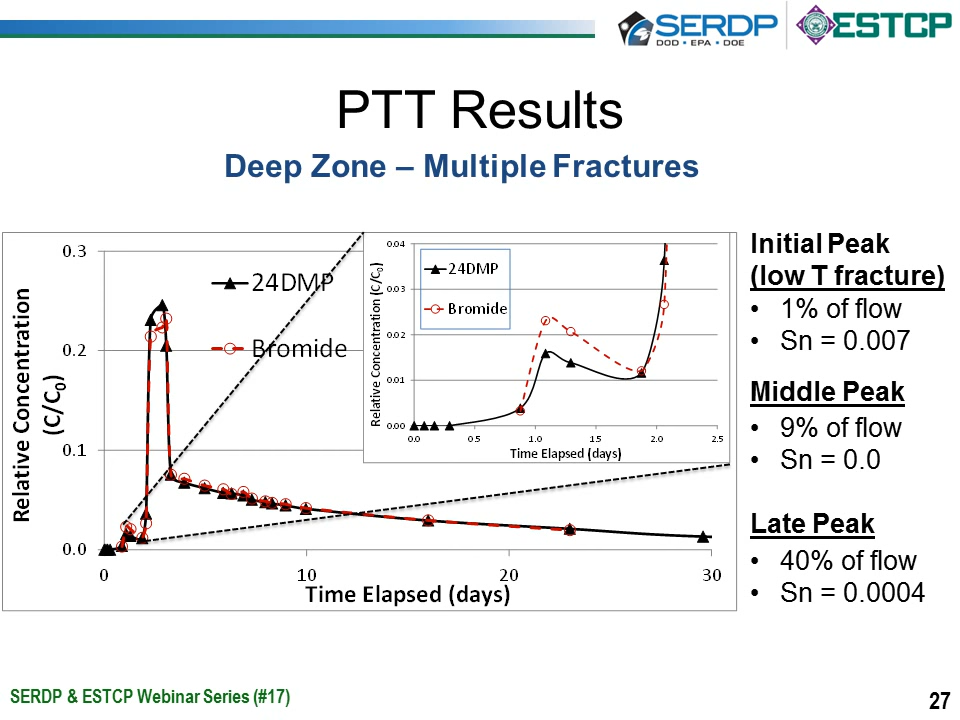 SERDP
DOD • EPA • DOE
ESTCP
PTT Results
Deep Zone – Multiple Fractures
Relative Concentration
(C/C0)
0.3
0.2
0.1
0.0
0
10
20
30
Time Elapsed (days)
24DMP
Bromide
Relative Concentration (C/C0)
0.04
0.03
0.02
0.01
0.00
0.0
0.5
1.0
1.5
2.0
2.5
Time Elapsed (days)
24DMP
Bromide
Initial Peak
(low T fracture)
• 1% of flow
• Sn = 0.007
Middle Peak
• 9% of flow
• Sn = 0.0
Late Peak
• 40% of flow
• Sn = 0.0004
SERDP & ESTCP Webinar Series (#17)
27